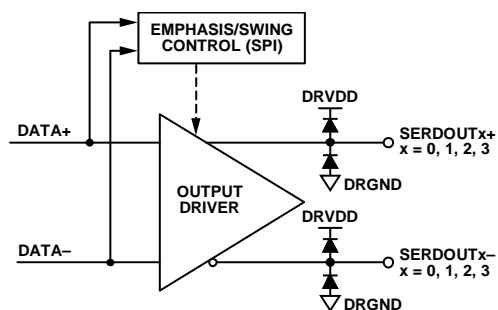 EMPHASIS/SWING
CONTROL (SPI)
DRVDD
DATA+
SERDOUTx+
x = 0, 1, 2, 3
DRGND
OUTPUT
DRIVER
DRVDD
DATA–
SERDOUTx–
x = 0, 1, 2, 3
DRGND